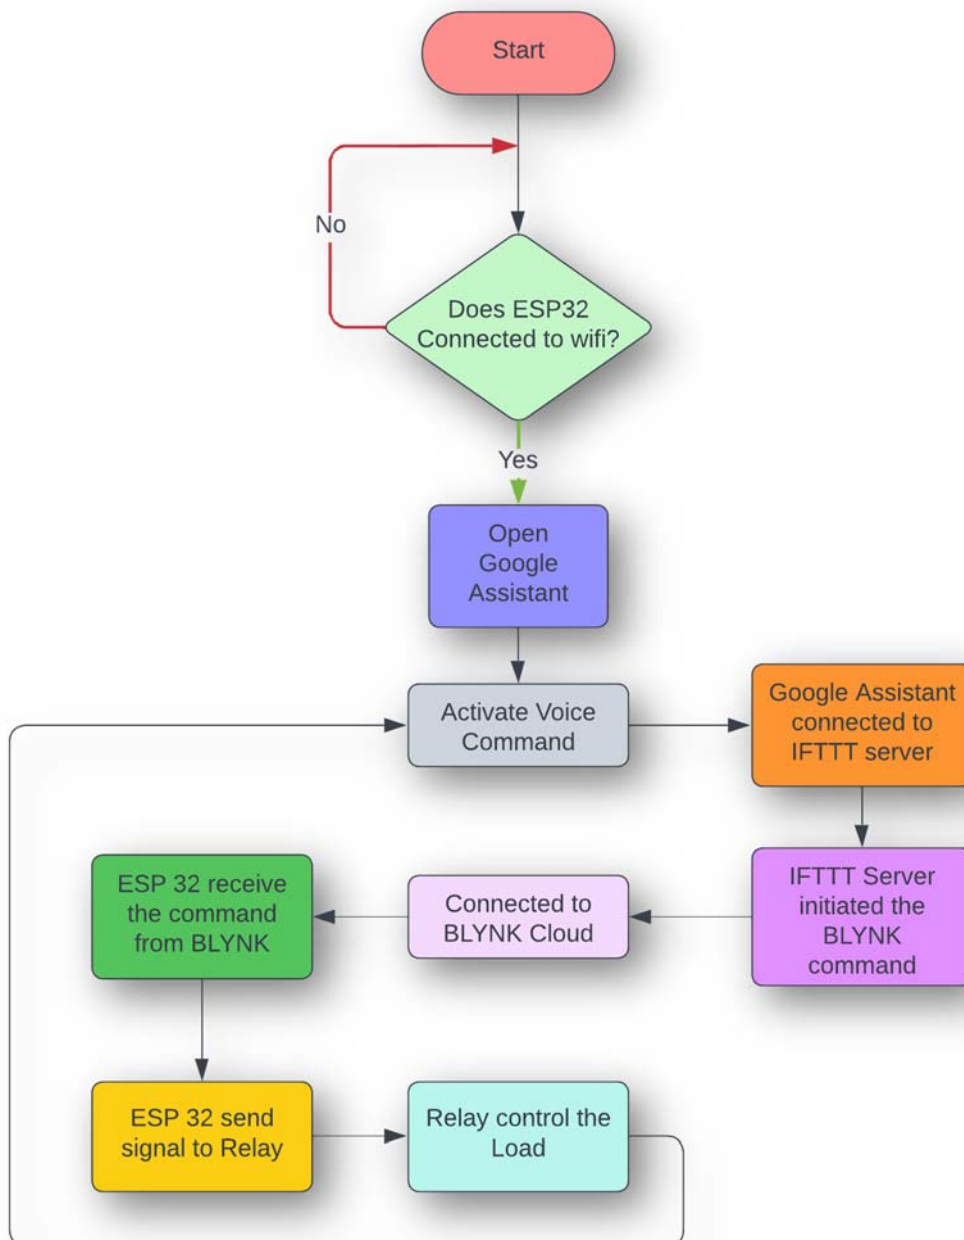 Start
No
Does ESP32
Connected to wifi?
Yes
Open
Google
Assistant
Activate Voice
Command
Google Assistant
connected to
IFTTT server
IFTTT Server
initiated the
BLYNK
command
Connected to
BLYNK Cloud
ESP 32 receive
the command
from BLYNK
ESP 32 send
signal to Relay
Relay control the
Load